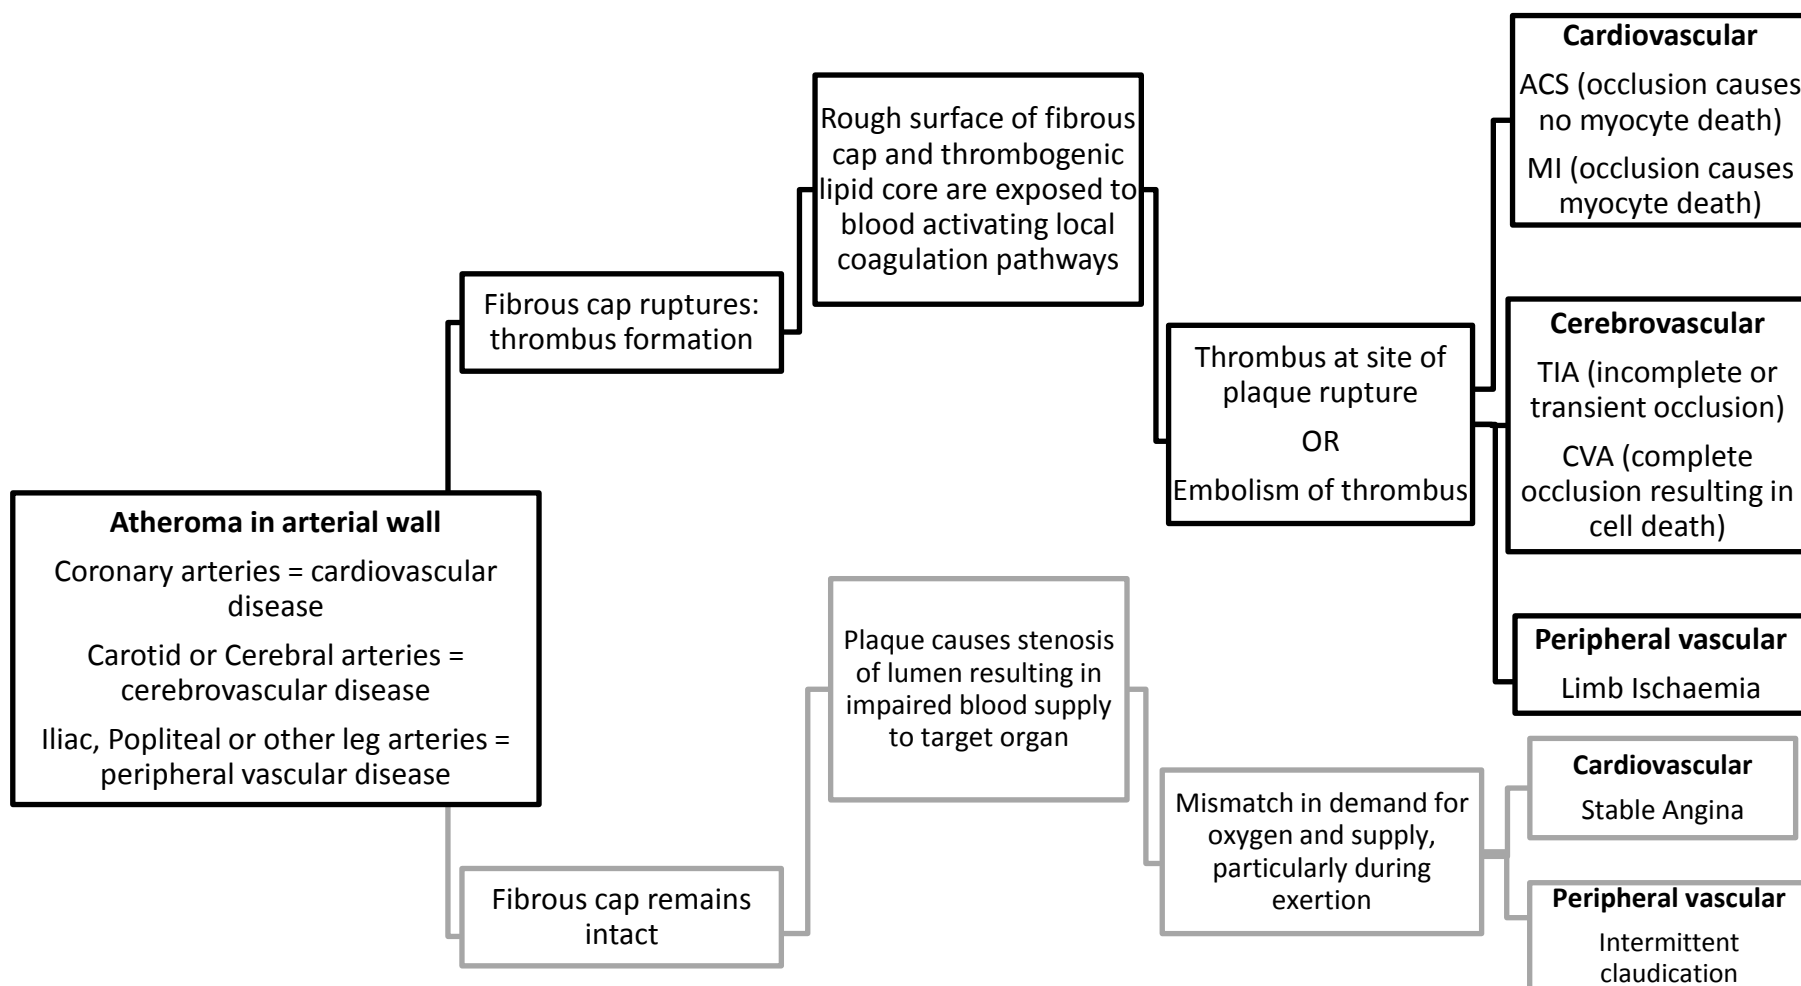 Atheroma in arterial wall
Coronary arteries = cardiovascular
disease
Carotid or Cerebral arteries =
cerebrovascular disease
Iliac, Popliteal or other leg arteries =
peripheral vascular disease
Fibrous cap ruptures:
thrombus formation
Rough surface of fibrous
cap and thrombogenic
lipid core are exposed to
blood activating local
coagulation pathways
Thrombus at site of
plaque rupture
OR
Embolism of thrombus
Cardiovascular
ACS (occlusion causes
no myocyte death)
MI (occlusion causes
myocyte death)
Cerebrovascular
TIA (incomplete or
transient occlusion)
CVA (complete
occlusion resulting in
cell death)
Peripheral vascular
Limb Ischaemia
Fibrous cap remains
intact
Plaque causes stenosis
of lumen resulting in
impaired blood supply
to target organ
Mismatch in demand for
oxygen and supply,
particularly during
exertion
Cardiovascular
Stable Angina
Peripheral vascular
Intermittent
claudication